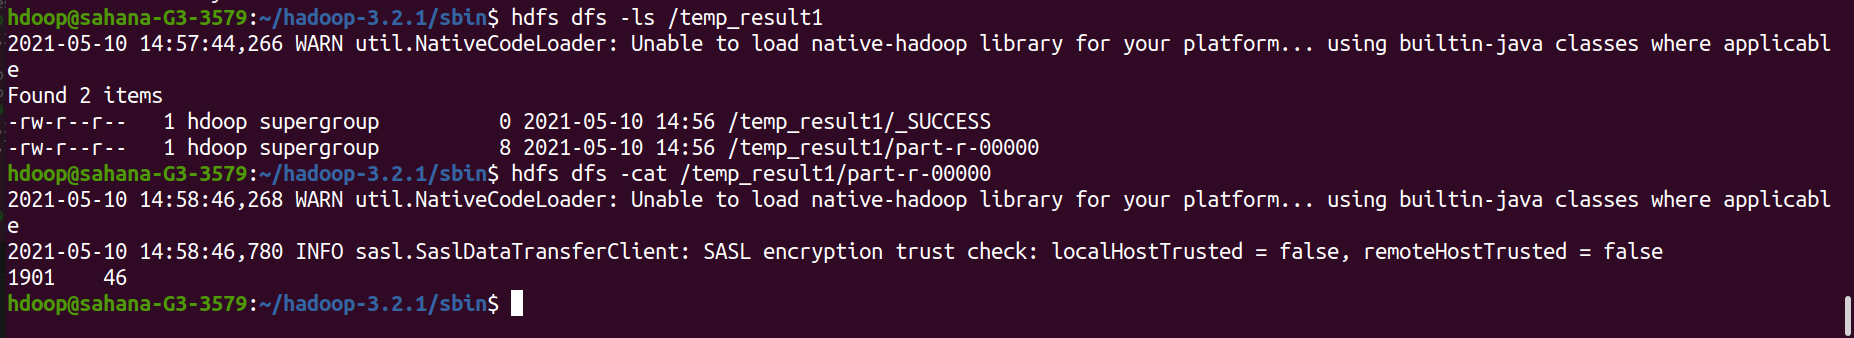 hdoop@sahana-G3-3579:~/hadoop-3.2.1/sbin$ hdfs dfs -ls /temp_result1
2021-05-10 14:57:44,266 WARN util.NativeCodeLoader: Unable to load native-hadoop library for your platform... using builtin-java classes where applicabl
e
Found 2 items
-rw-r--r--   1 hdoop supergroup          0 2021-05-10 14:56 /temp_result1/_SUCCESS
-rw-r--r--   1 hdoop supergroup          8 2021-05-10 14:56 /temp_result1/part-r-00000
hdoop@sahana-G3-3579:~/hadoop-3.2.1/sbin$ hdfs dfs -cat /temp_result1/part-r-00000
2021-05-10 14:58:46,268 WARN util.NativeCodeLoader: Unable to load native-hadoop library for your platform... using builtin-java classes where applicabl
e
2021-05-10 14:58:46,780 INFO sasl.SaslDataTransferClient: SASL encryption trust check: localHostTrusted = false, remoteHostTrusted = false
1901    46
hdoop@sahana-G3-3579:~/hadoop-3.2.1/sbin$